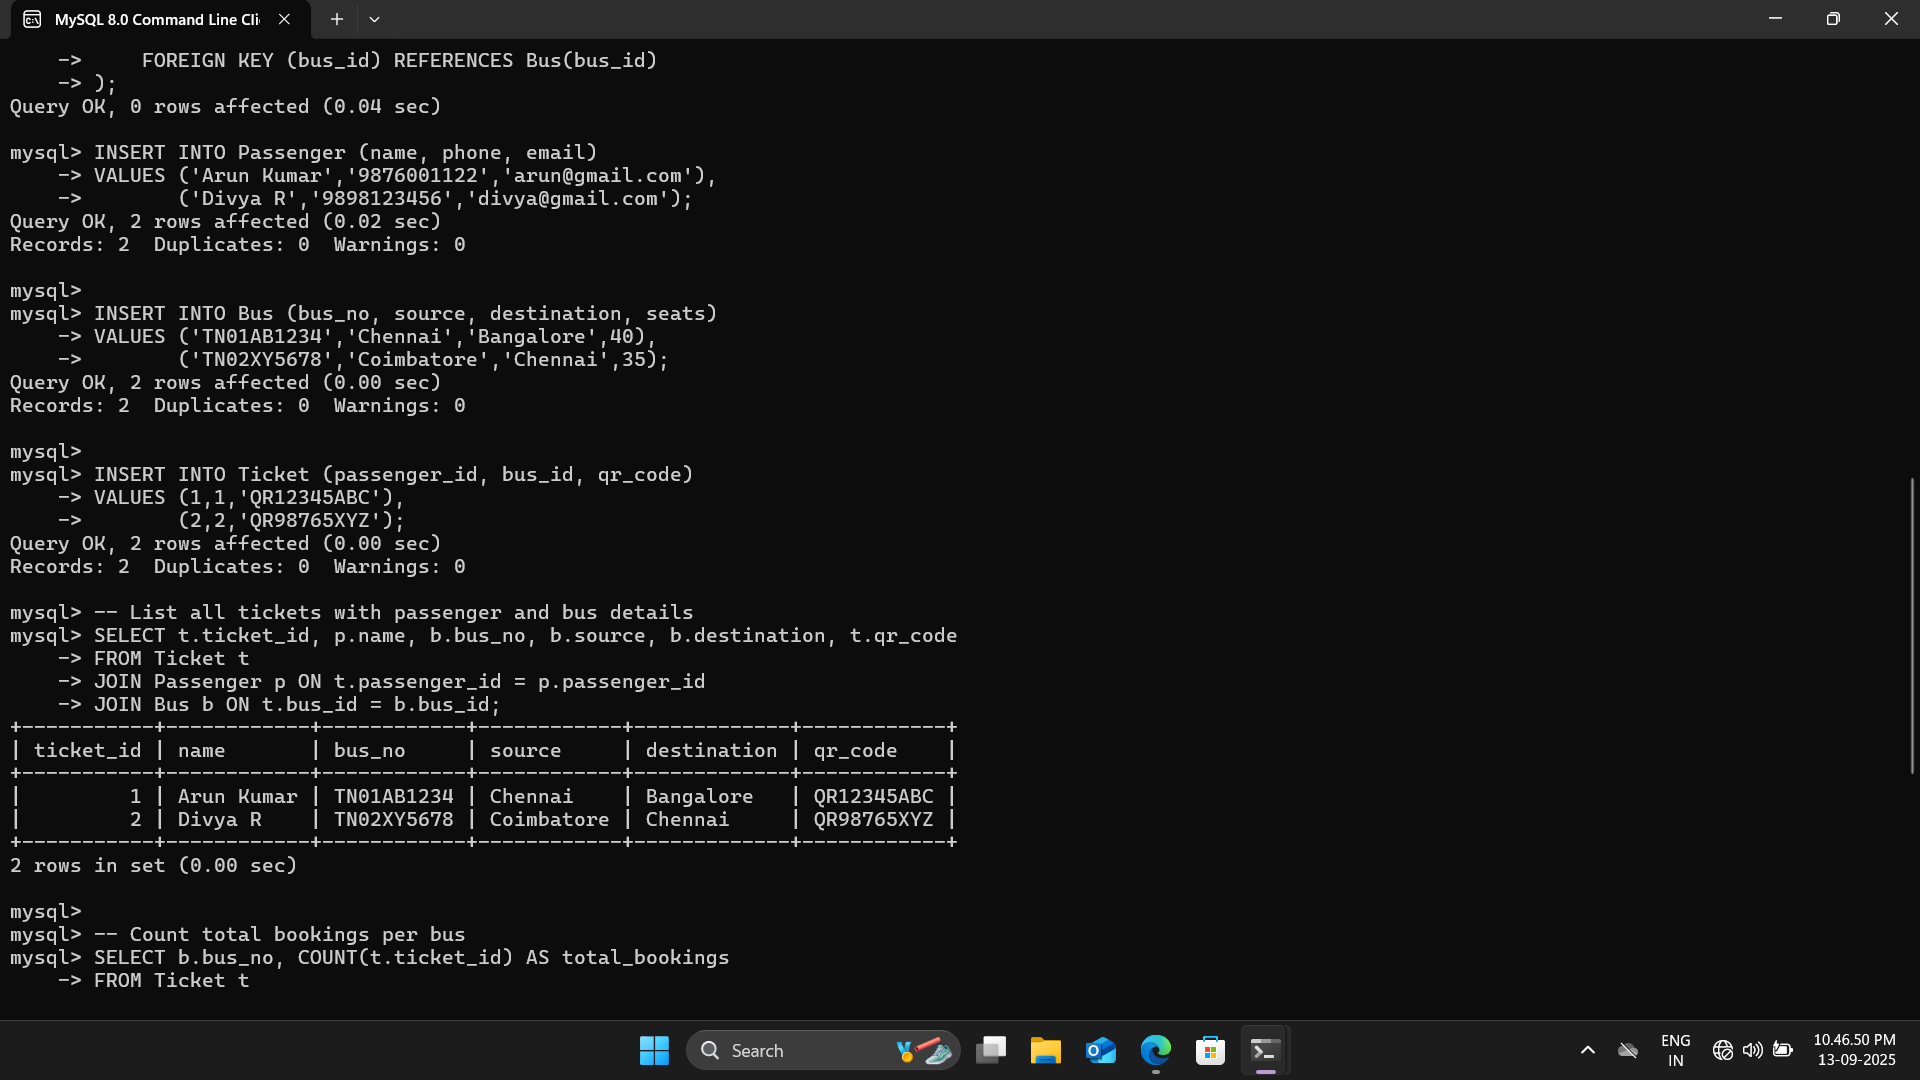 MySQL 8.0 Command Line Cli
    ->     FOREIGN KEY (bus_id) REFERENCES Bus(bus_id)
    -> );
Query OK, 0 rows affected (0.04 sec)
mysql> INSERT INTO Passenger (name, phone, email)
    -> VALUES ('Arun Kumar','9876001122','arun@gmail.com'),
    ->        ('Divya R','9898123456','divya@gmail.com');
Query OK, 2 rows affected (0.02 sec)
Records: 2  Duplicates: 0  Warnings: 0
mysql>
mysql> INSERT INTO Bus (bus_no, source, destination, seats)
    -> VALUES ('TN01AB1234','Chennai','Bangalore',40),
    ->        ('TN02XY5678','Coimbatore','Chennai',35);
Query OK, 2 rows affected (0.00 sec)
Records: 2  Duplicates: 0  Warnings: 0
mysql>
mysql> INSERT INTO Ticket (passenger_id, bus_id, qr_code)
    -> VALUES (1,1,'QR12345ABC'),
    ->        (2,2,'QR98765XYZ');
Query OK, 2 rows affected (0.00 sec)
Records: 2  Duplicates: 0  Warnings: 0
mysql> -- List all tickets with passenger and bus details
mysql> SELECT t.ticket_id, p.name, b.bus_no, b.source, b.destination, t.qr_code
    -> FROM Ticket t
    -> JOIN Passenger p ON t.passenger_id = p.passenger_id
    -> JOIN Bus b ON t.bus_id = b.bus_id;
+-----------+------------+------------+------------+-------------+------------+
| ticket_id | name       | bus_no     | source     | destination | qr_code    |
+-----------+------------+------------+------------+-------------+------------+
|         1 | Arun Kumar | TN01AB1234 | Chennai    | Bangalore   | QR12345ABC |
|         2 | Divya R    | TN02XY5678 | Coimbatore | Chennai     | QR98765XYZ |
+-----------+------------+------------+------------+-------------+------------+
2 rows in set (0.00 sec)
mysql>
mysql> -- Count total bookings per bus
mysql> SELECT b.bus_no, COUNT(t.ticket_id) AS total_bookings
    -> FROM Ticket t
Search
ENG
IN
10.46.50 PM
13-09-2025